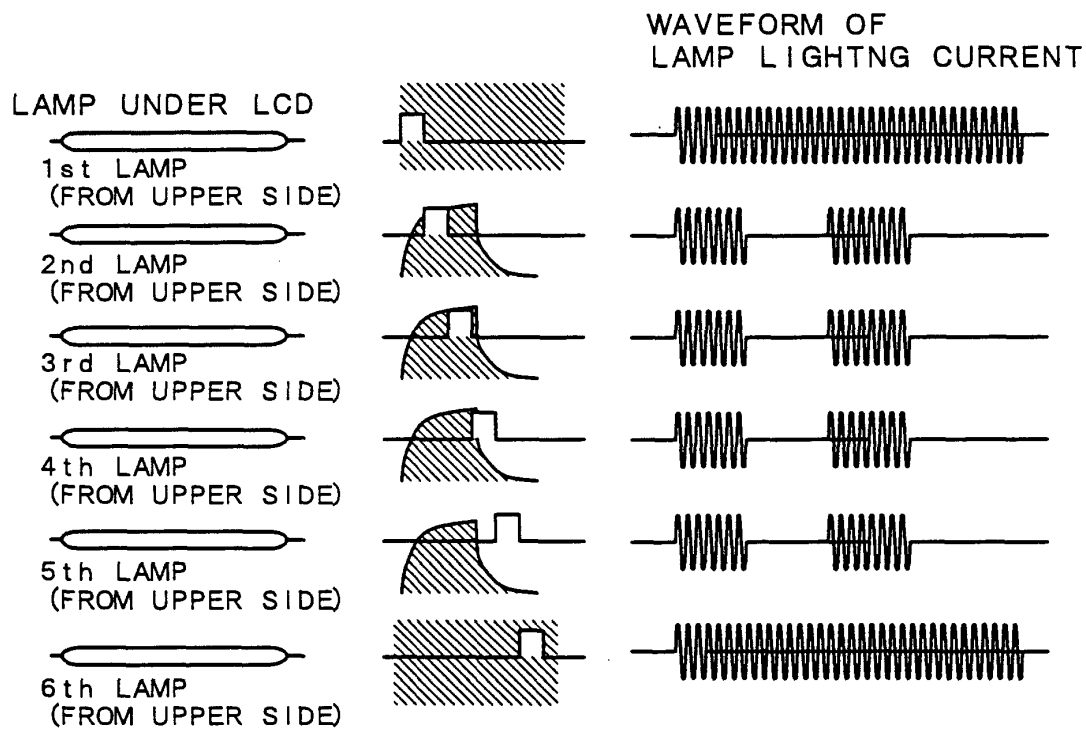 WAVEFORM OF
LAMP LIGHTNG CURRENT
LAMP UNDER LCD
1st LAMP
(FROM UPPER SIDE)
2nd LAMP
(FROM UPPER SIDE)
3rd LAMP
(FROM UPPER SIDE)
4th LAMP
(FROM UPPER SIDE)
5th LAMP
(FROM UPPER SIDE)
6th LAMP
(FROM UPPER SIDE)